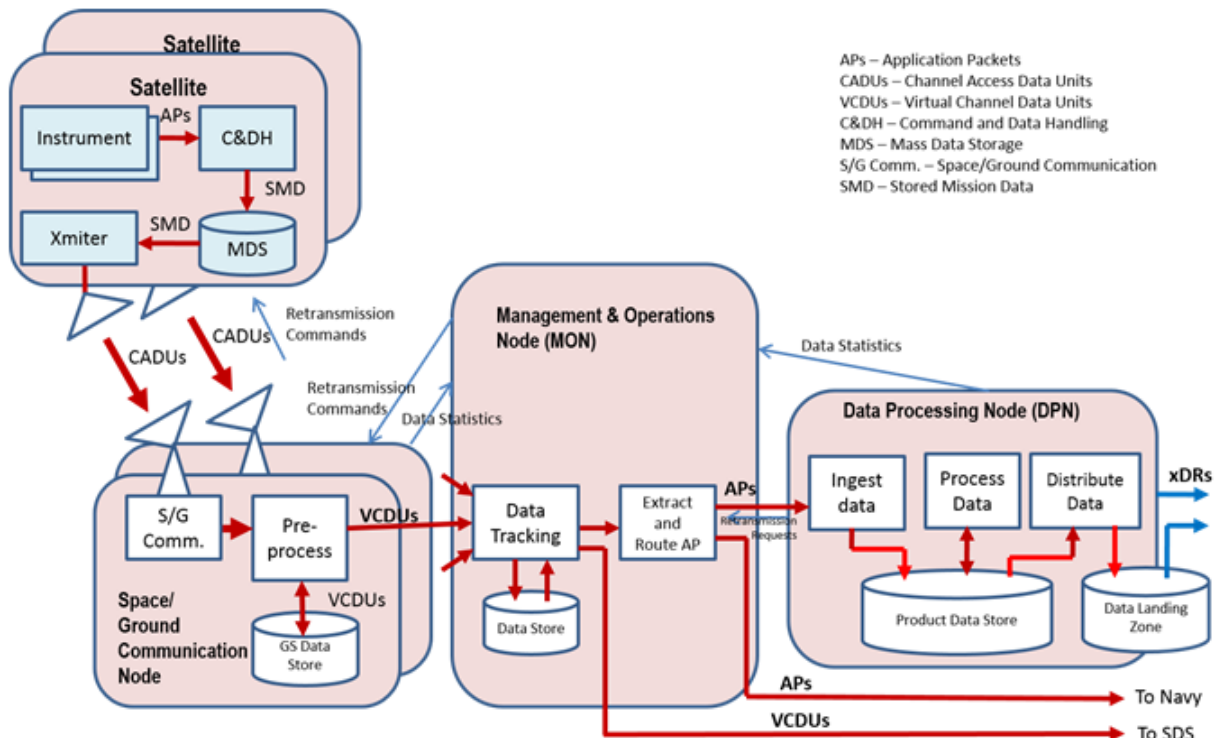 Satellite
Satellite
APs
Instrument
C&DH
SMD
SMD
Xmiter
MDS
APs – Application Packets
CADUs – Channel Access Data Units
VCDUs – Virtual Channel Data Units
C&DH – Command and Data Handling
MDS – Mass Data Storage
S/G Comm. – Space/Ground Communication
SMD – Stored Mission Data
Retransmission
Commands
CADUs
CADUs
Retransmission
Commands
Data Statistics
Management & Operations
Node (MON)
Data Statistics
Data Processing Node (DPN)
S/G
Comm.
Pre-
process
VCDUs
VCDUs
GS Data
Store
Space/
Ground
Communication
Node
Data
Tracking
Data Store
Extract
and
Route AP
APs
Retransmission
Requests
Ingest
data
Process
Data
Distribute
Data
xDRs
Product Data Store
Data Landing
Zone
APs
To Navy
VCDUs
To SDS